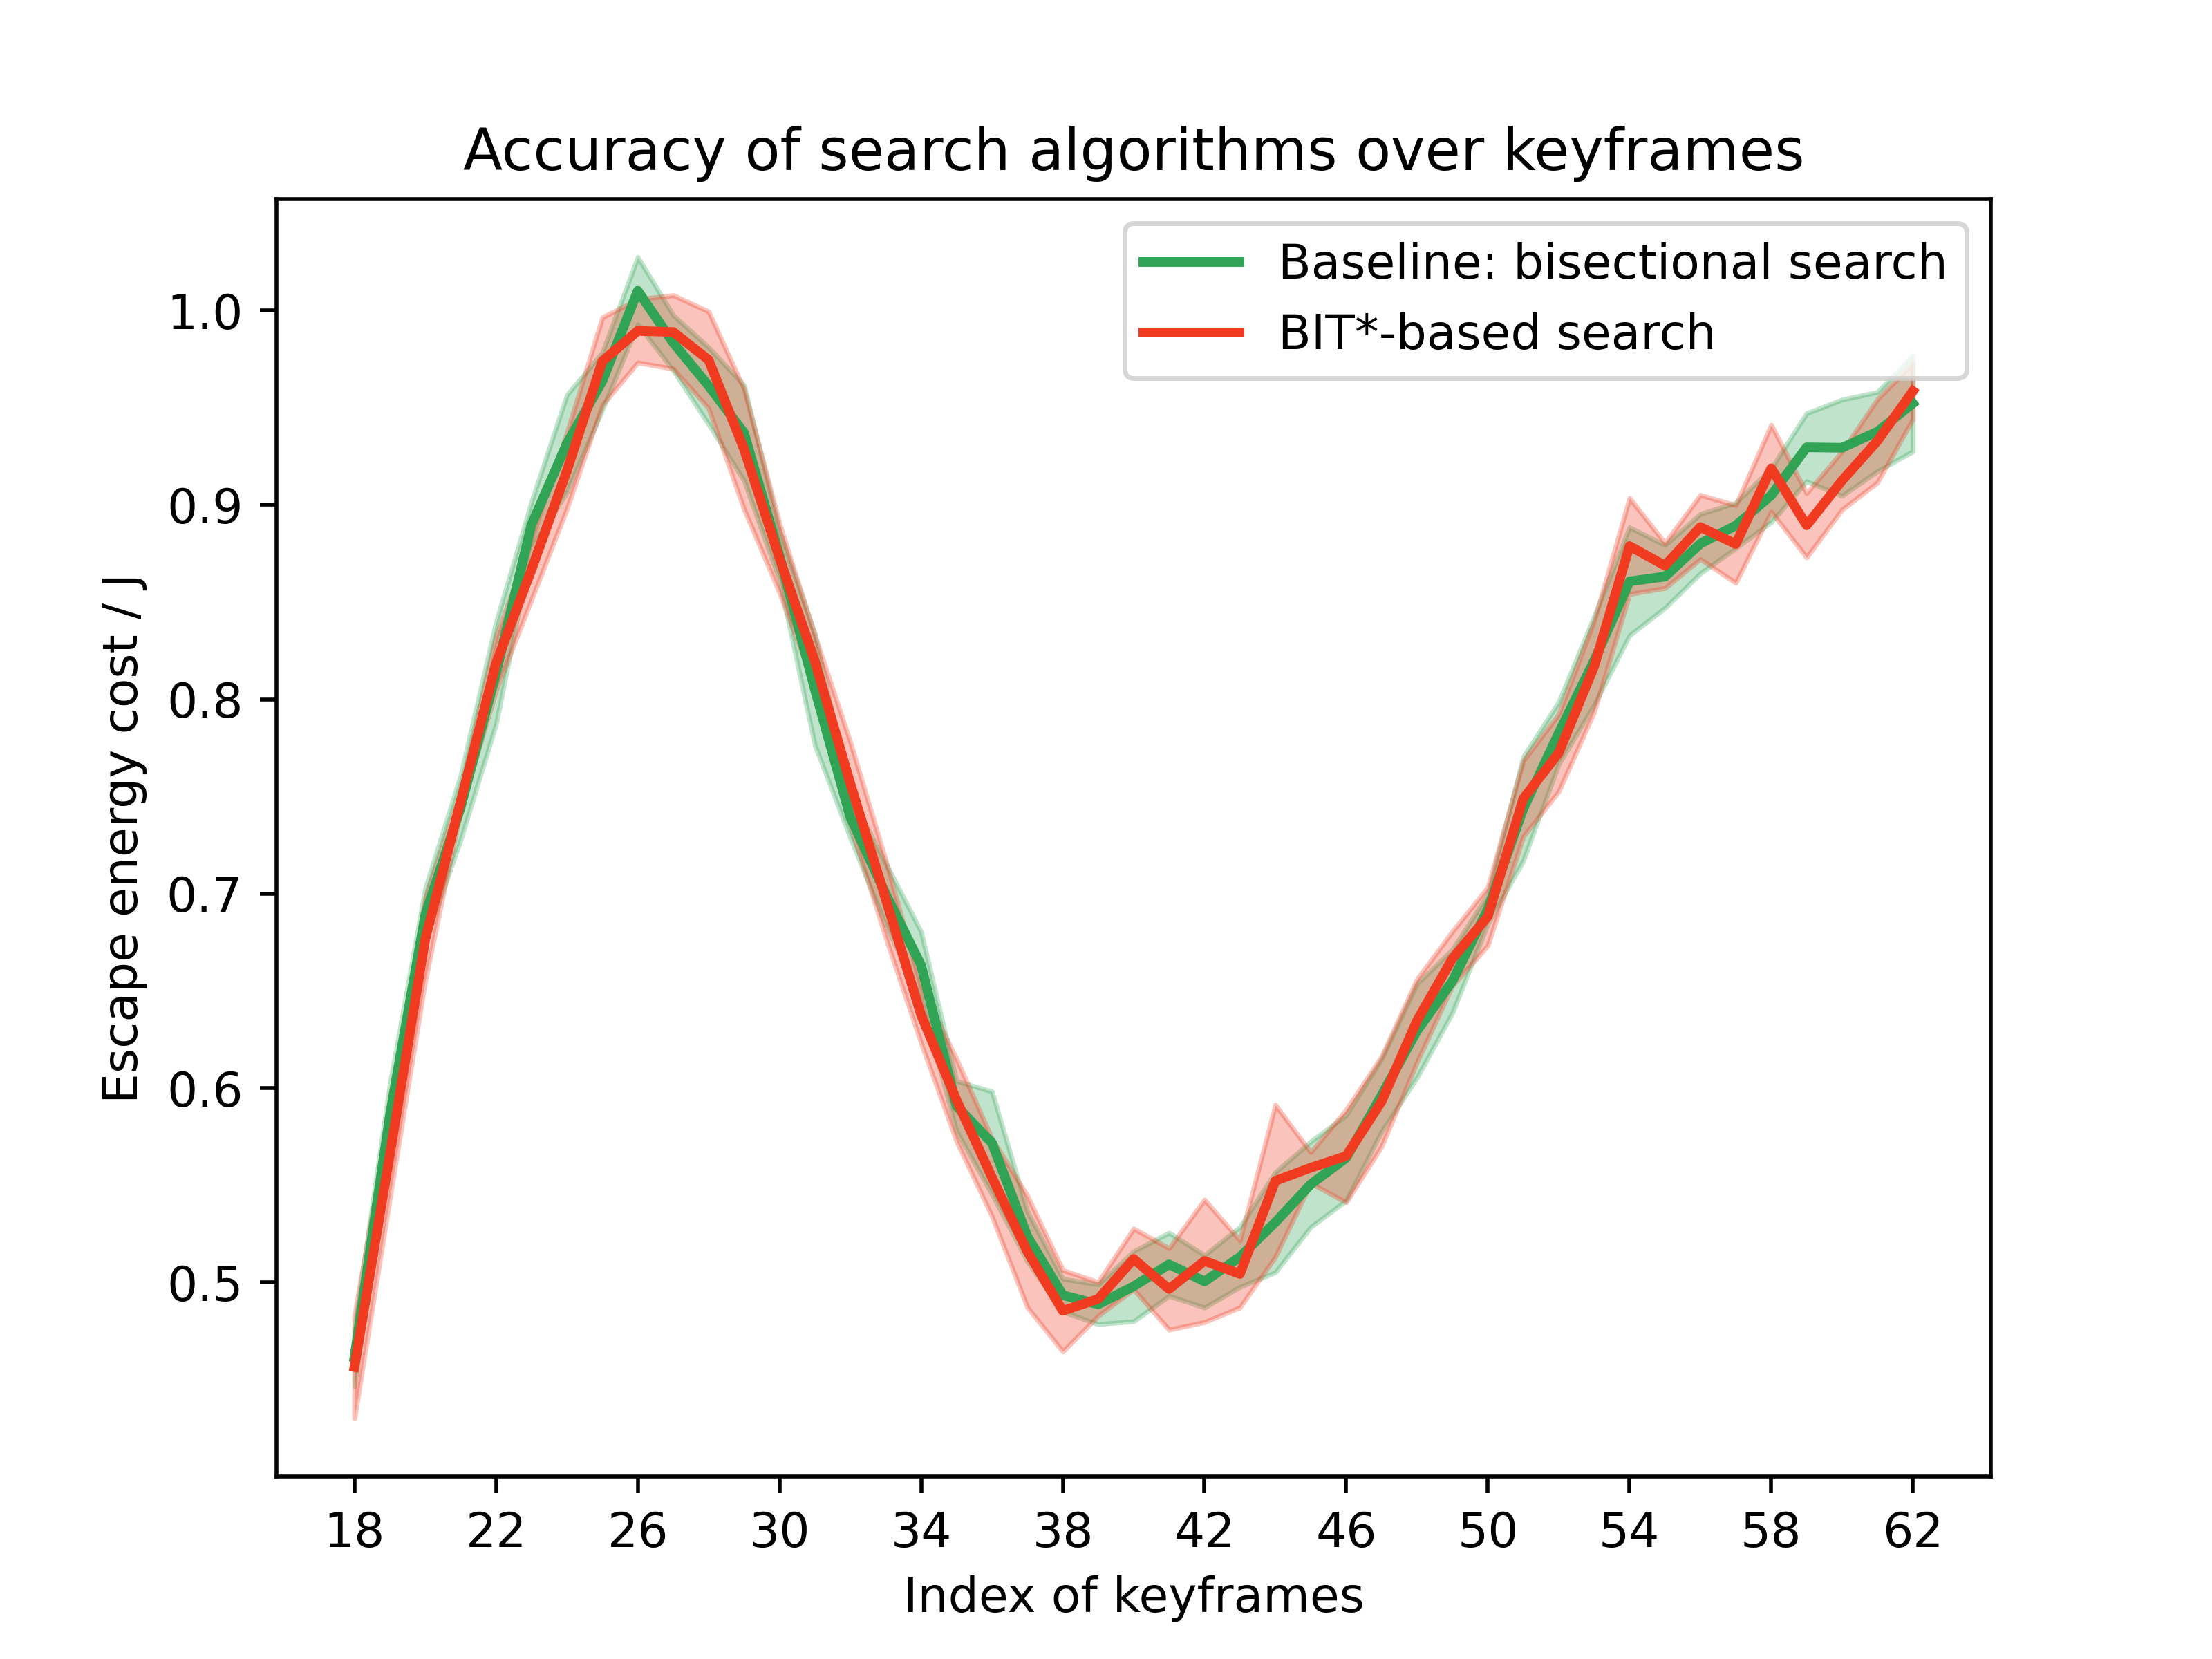 Accuracy of search algorithms over keyframes
Baseline: bisectional search
BIT*-based search
Escape energy cost / J
1.0
0.9
0.8
0.7
0.6
0.5
18 22 26 30 34 38 42 46 50 54 58 62
Index of keyframes